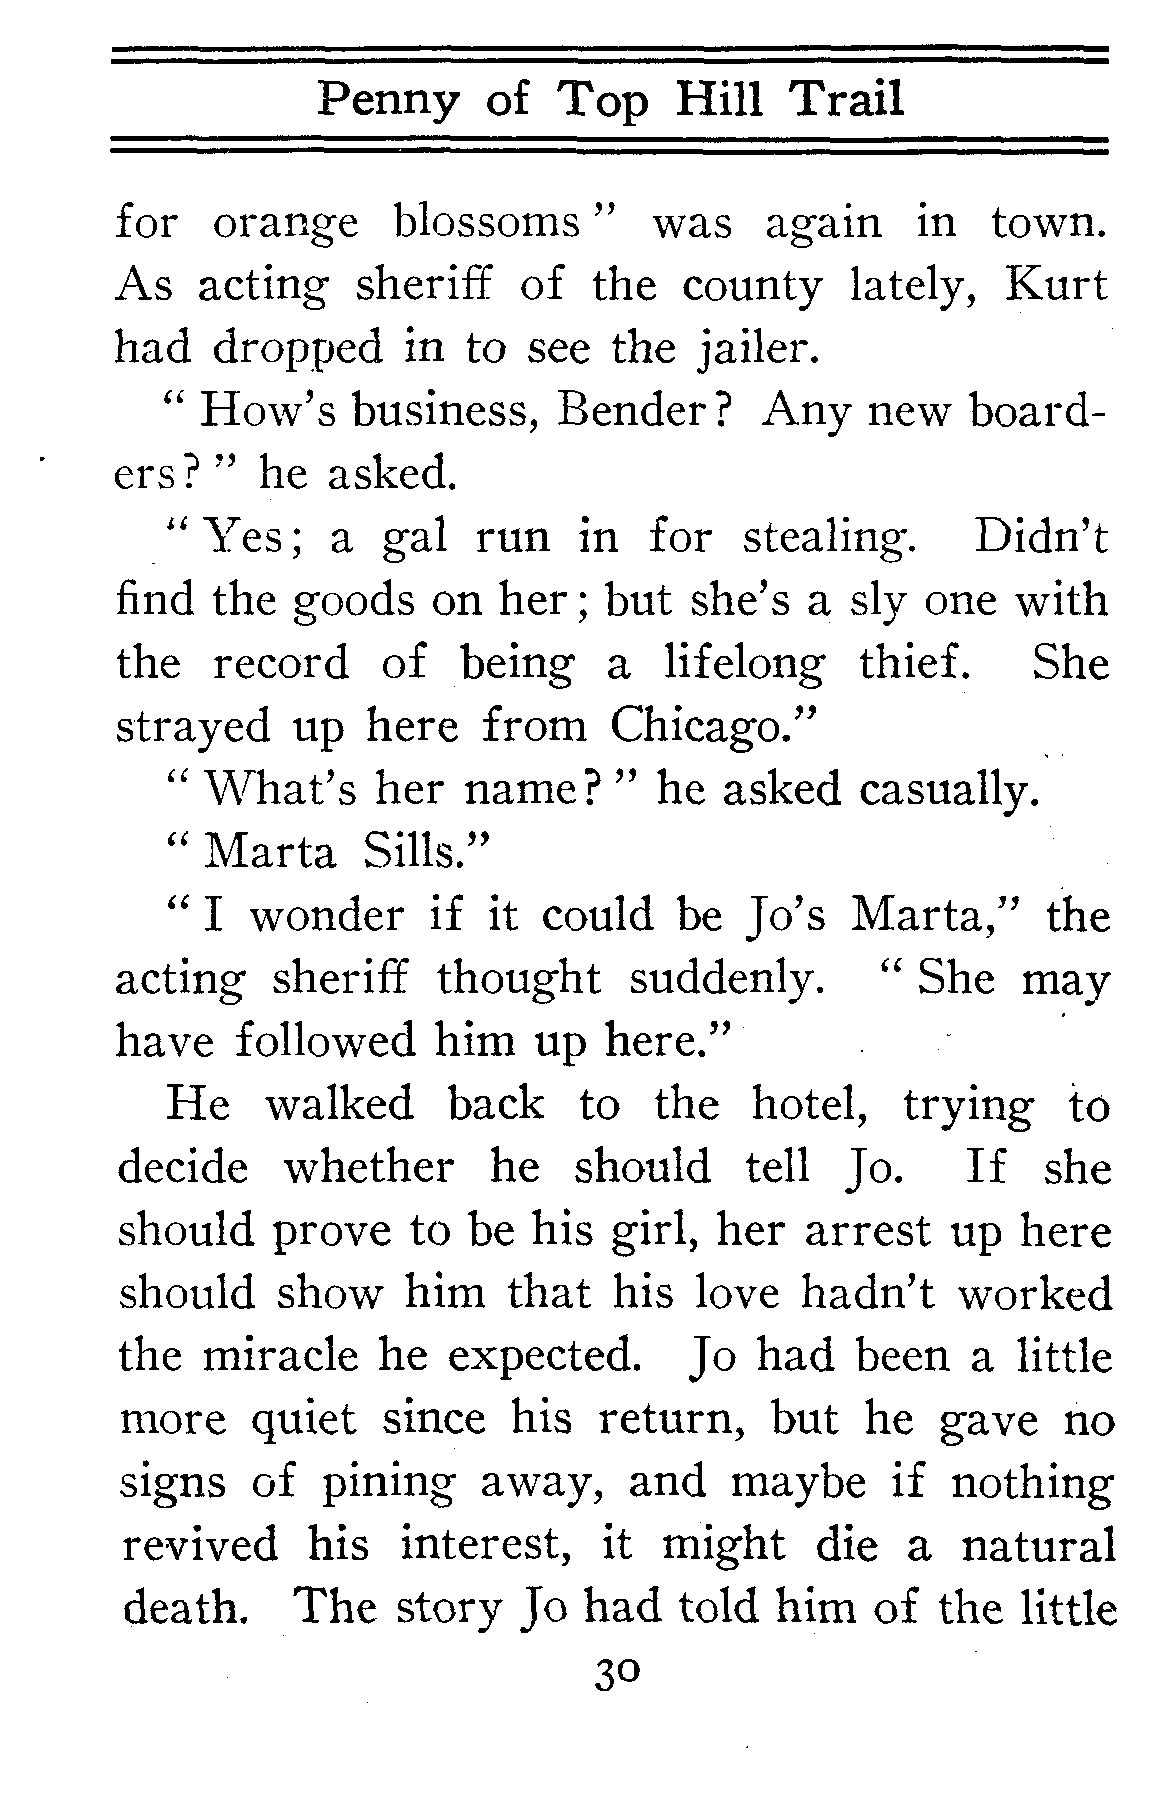 Penny of Top Hill Trail
for orange blossoms" was again in town.
As acting sheriff of the county lately, Kurt
had dropped in to see the jailer.
"How's business, Bender? Any new board-
ers?" he asked.
"Yes; a gal run in for stealing. Didn't
find the goods on her; but she's a sly one with
the record of being a lifelong thief. She
strayed up here from Chicago."
"What's her name?" he asked casually.
"Marta Sills."
"I wonder if it could be Jo's Marta," the
acting sheriff thought suddenly. "She may
have followed him up here."
He walked back to the hotel, trying to
decide whether he should tell Jo. If she
should prove to be his girl, her arrest up here
should show him that his love hadn't worked
the miracle he expected. Jo had been a little
more quiet since his return, but he gave no
signs of pining away, and maybe if nothing
revived his interest, it might die a natural
death. The story Jo had told him of the little
30